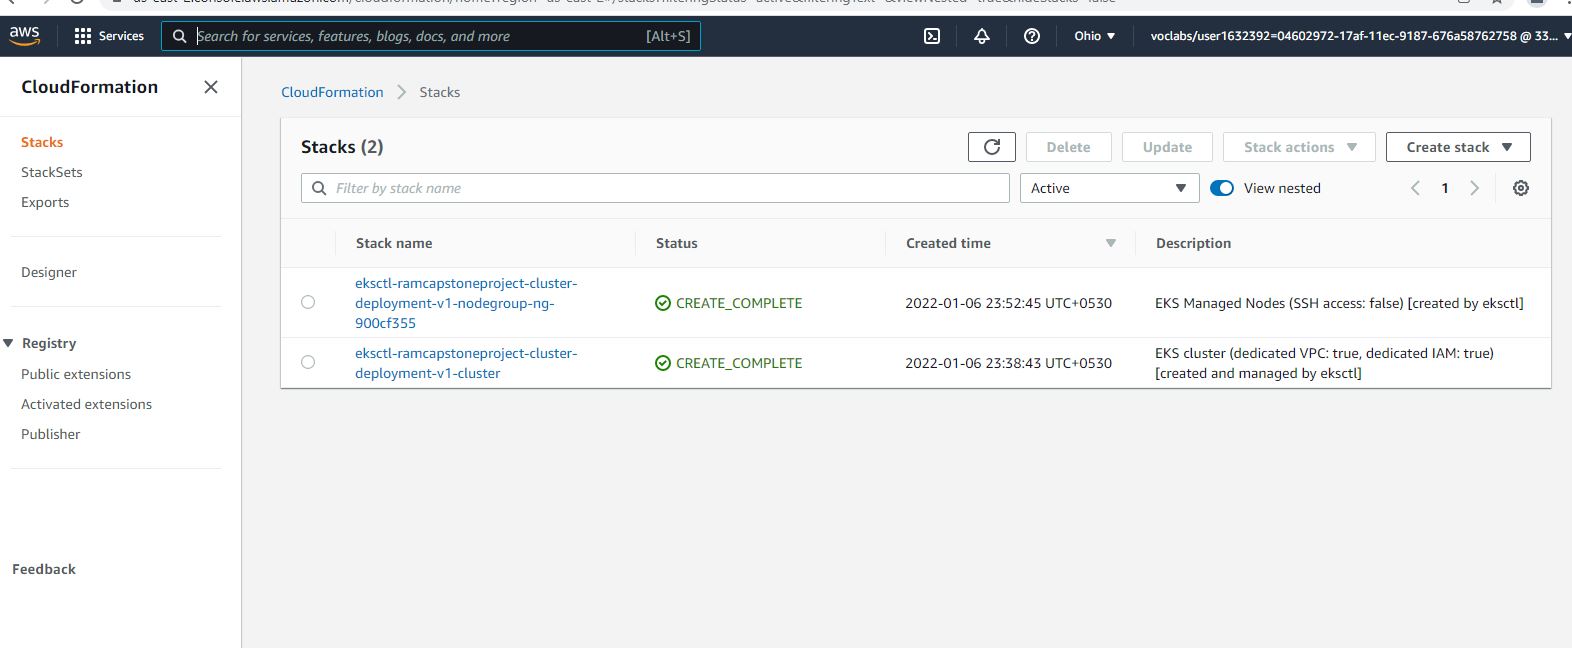 aws
Services
Search for services, features, blogs, docs, and more
[Alt+S]
Ohio
voclabs/user1632392=04602972-17af-11ec-9187-676a58762758 @ 33...
CloudFormation
Stacks
StackSets
Exports
Designer
Registry
Public extensions
Activated extensions
Publisher
Feedback
CloudFormation
Stacks
Stacks (2)
Delete
Update
Stack actions
Create stack
Filter by stack name
Active
View nested
1
Stack name
Status
Created time
Description
eksctl-ramcapstoneproject-cluster-
deployment-v1-nodegroup-ng-
900cf355
CREATE_COMPLETE
2022-01-06 23:52:45 UTC+0530
EKS Managed Nodes (SSH access: false) [created by eksctl]
eksctl-ramcapstoneproject-cluster-
deployment-v1-cluster
CREATE_COMPLETE
2022-01-06 23:38:43 UTC+0530
EKS cluster (dedicated VPC: true, dedicated IAM: true)
[created and managed by eksctl]